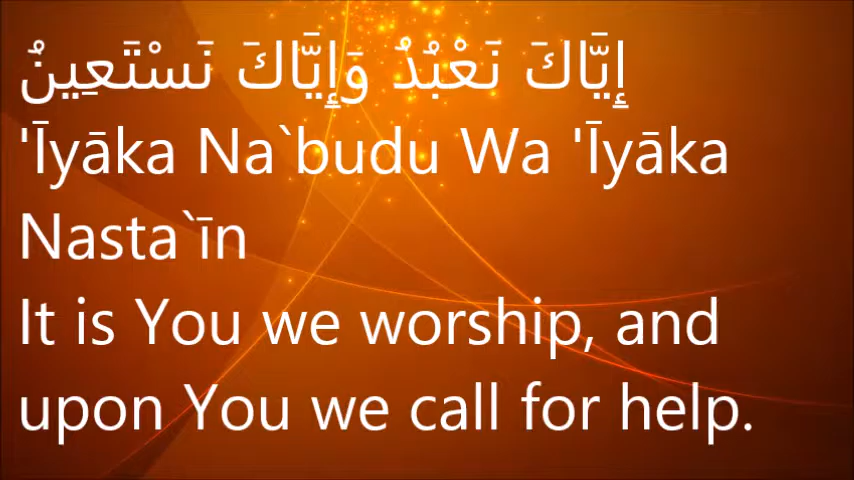 إِيَّاكَ نَعْبُدُ وَإِيَّاكَ نَسْتَعِينُ
'Īyāka Na`budu Wa 'Īyāka
Nasta`īn
It is You we worship, and
upon You we call for help.